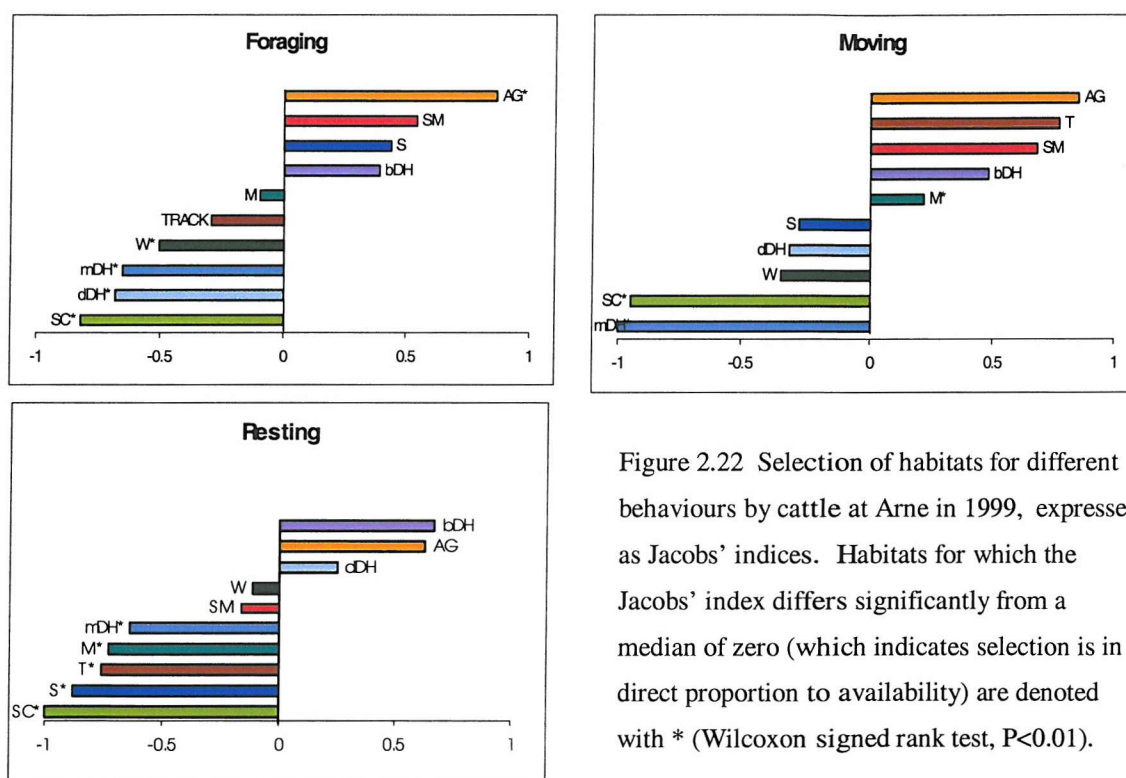 Foraging
AG*
SM
S
bDH
M
TRACK
W*
mDH*
dDH*
SC*
-1 -0.5 0 0.5 1
Moving
AG
T
SM
bDH
M*
S
dDH
W
SC*
mDH*
-1 -0.5 0 0.5 1
Resting
bDH
AG
dDH
W
SM
mDH*
M*
T*
S*
SC*
-1 -0.5 0 0.5 1
Figure 2.22 Selection of habitats for different
behaviours by cattle at Arne in 1999, expresse
as Jacobs' indices. Habitats for which the
Jacobs' index differs significantly from a
median of zero (which indicates selection is in
direct proportion to availability) are denoted
with * (Wilcoxon signed rank test, P<0.01).